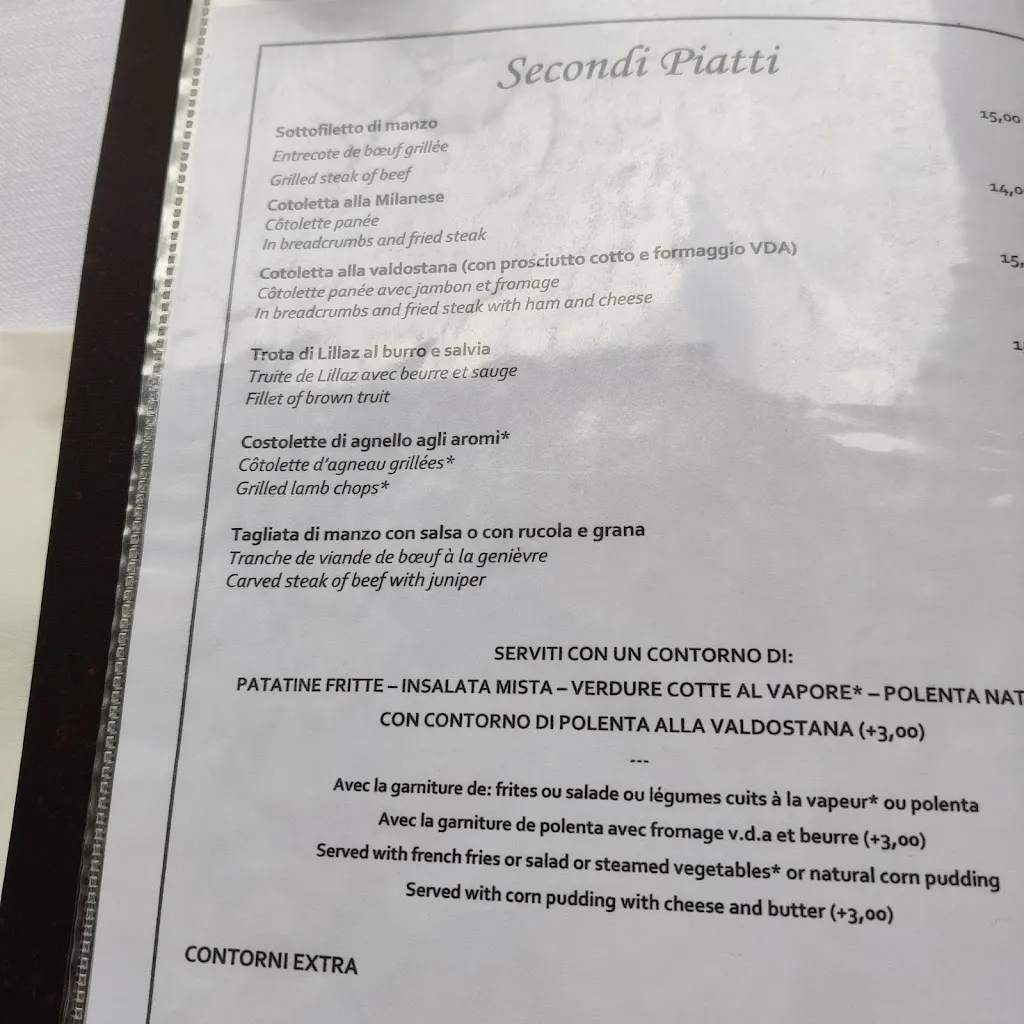 Secondi Piatti
Sottofiletto di manzo 15,00
Entrecote de bœuf grillée
Grilled steak of beef
Cotoletta alla Milanese 14,0
Côtolette panée
In breadcrumbs and fried steak
Cotoletta alla valdostana (con prosciutto cotto e formaggio VDA) 15,
Côtolette panée avec jambon et fromage
In breadcrumbs and fried steak with ham and cheese
Trota di Lillaz al burro e salvia 1
Truite de Lillaz avec beurre et sauge
Fillet of brown truit
Costolette di agnello agli aromi*
Côtolette d'agneau grillées*
Grilled lamb chops*
Tagliata di manzo con salsa o con rucola e grana
Tranche de viande de bœuf à la genièvre
Carved steak of beef with juniper
SERVITI CON UN CONTORNO DI:
PATATINE FRITTE – INSALATA MISTA – VERDURE COTTE AL VAPORE* – POLENTA NAT
CON CONTORNO DI POLENTA ALLA VALDOSTANA (+3,00)
---
Avec la garniture de: frites ou salade ou légumes cuits à la vapeur* ou polenta
Avec la garniture de polenta avec fromage v.d.a et beurre (+3,00)
Served with french fries or salad or steamed vegetables* or natural corn pudding
Served with corn pudding with cheese and butter (+3,00)
CONTORNI EXTRA